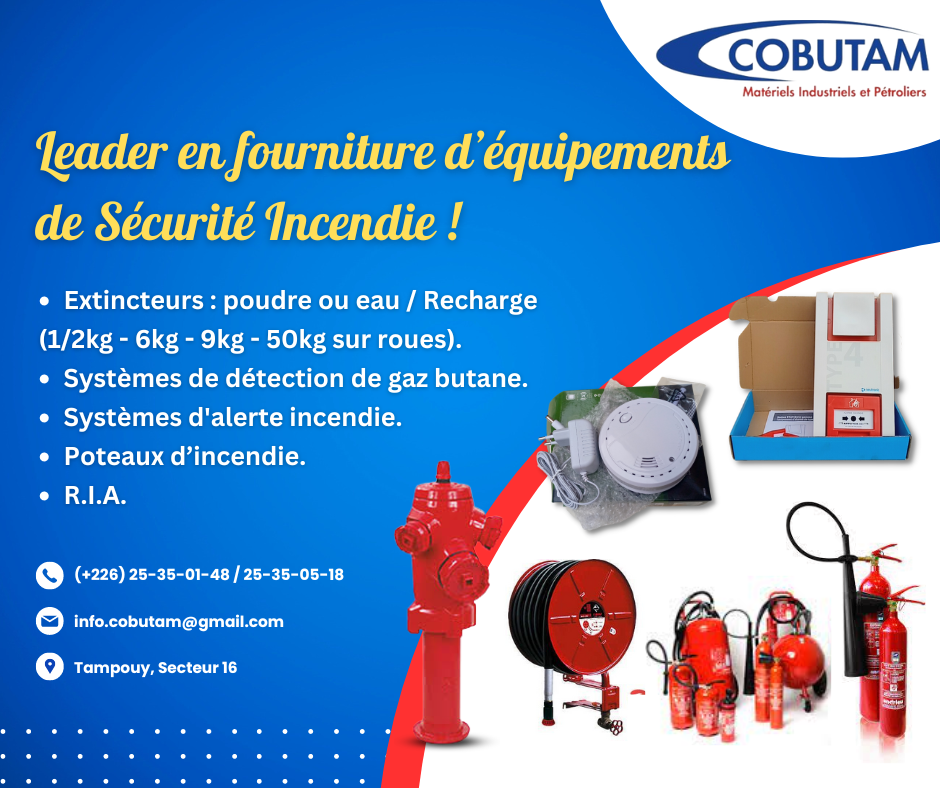 COBUTAM
Matériels Industriels et Pétroliers
Leader en fourniture d’équipements
de Sécurité Incendie !
• Extincteurs : poudre ou eau / Recharge
(1/2kg - 6kg - 9kg - 50kg sur roues).
• Systèmes de détection de gaz butane.
• Systèmes d'alerte incendie.
• Poteaux d’incendie.
• R.I.A.
(+226) 25-35-01-48 / 25-35-05-18
info.cobutam@gmail.com
Tampouy, Secteur 16
TYPE 4